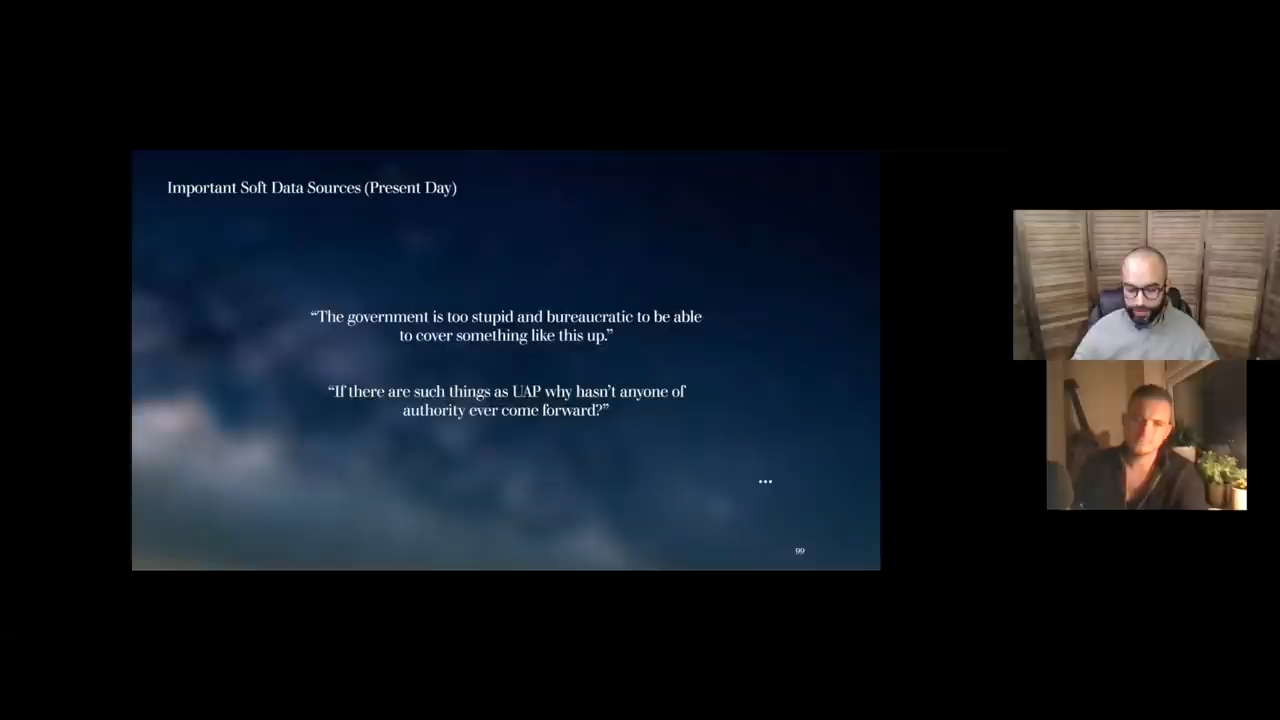 Important Soft Data Sources (Present Day)
“The government is too stupid and bureaucratic to be able
to cover something like this up.”
“If there are such things as UAP why hasn’t anyone of
authority ever come forward?”
...
99